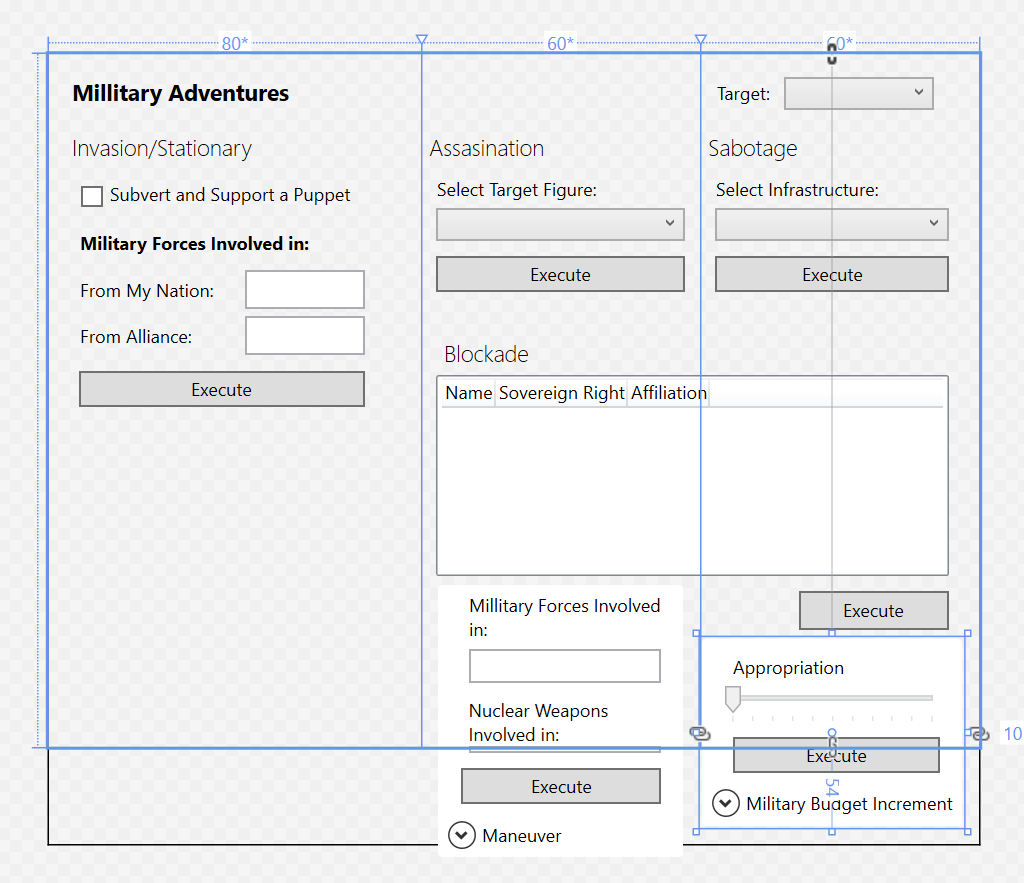 80*
60*
60*
Millitary Adventures
Target:
Invasion/Stationary
Assasination
Sabotage
Subvert and Support a Puppet
Select Target Figure:
Select Infrastructure:
Military Forces Involved in:
Execute
Execute
From My Nation:
From Alliance:
Execute
Blockade
Name Sovereign Right Affiliation
Execute
Millitary Forces Involved
in:
Nuclear Weapons
Involved in:
Execute
Maneuver
Appropriation
10
Execute
54
Military Budget Increment